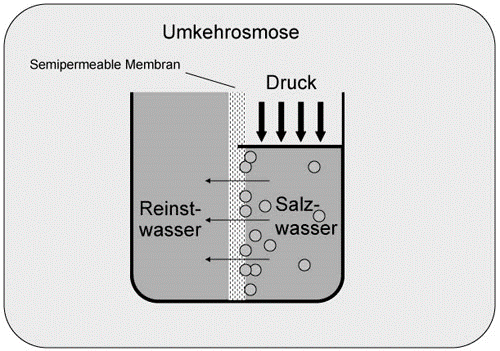 Umkehrosmose
Semipermeable Membran
Druck
Reinst-
wasser
Salz-
wasser